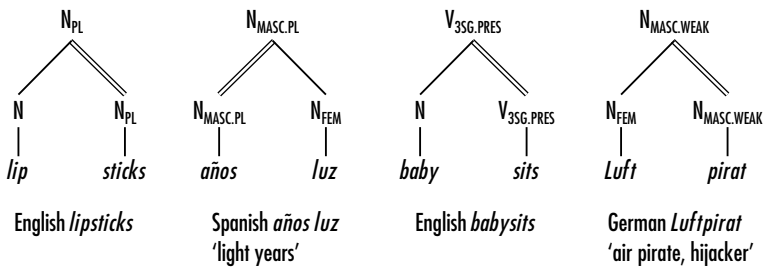 N_PL N_MASC.PL V_3SG.PRES N_MASC.WEAK
N N_PL N_MASC.PL N_FEM N V_3SG.PRES N_FEM N_MASC.WEAK
lip sticks años luz baby sits Luft pirat
English lipsticks Spanish años luz English babysits German Luftpirat
‘light years’ ‘air pirate, hijacker’